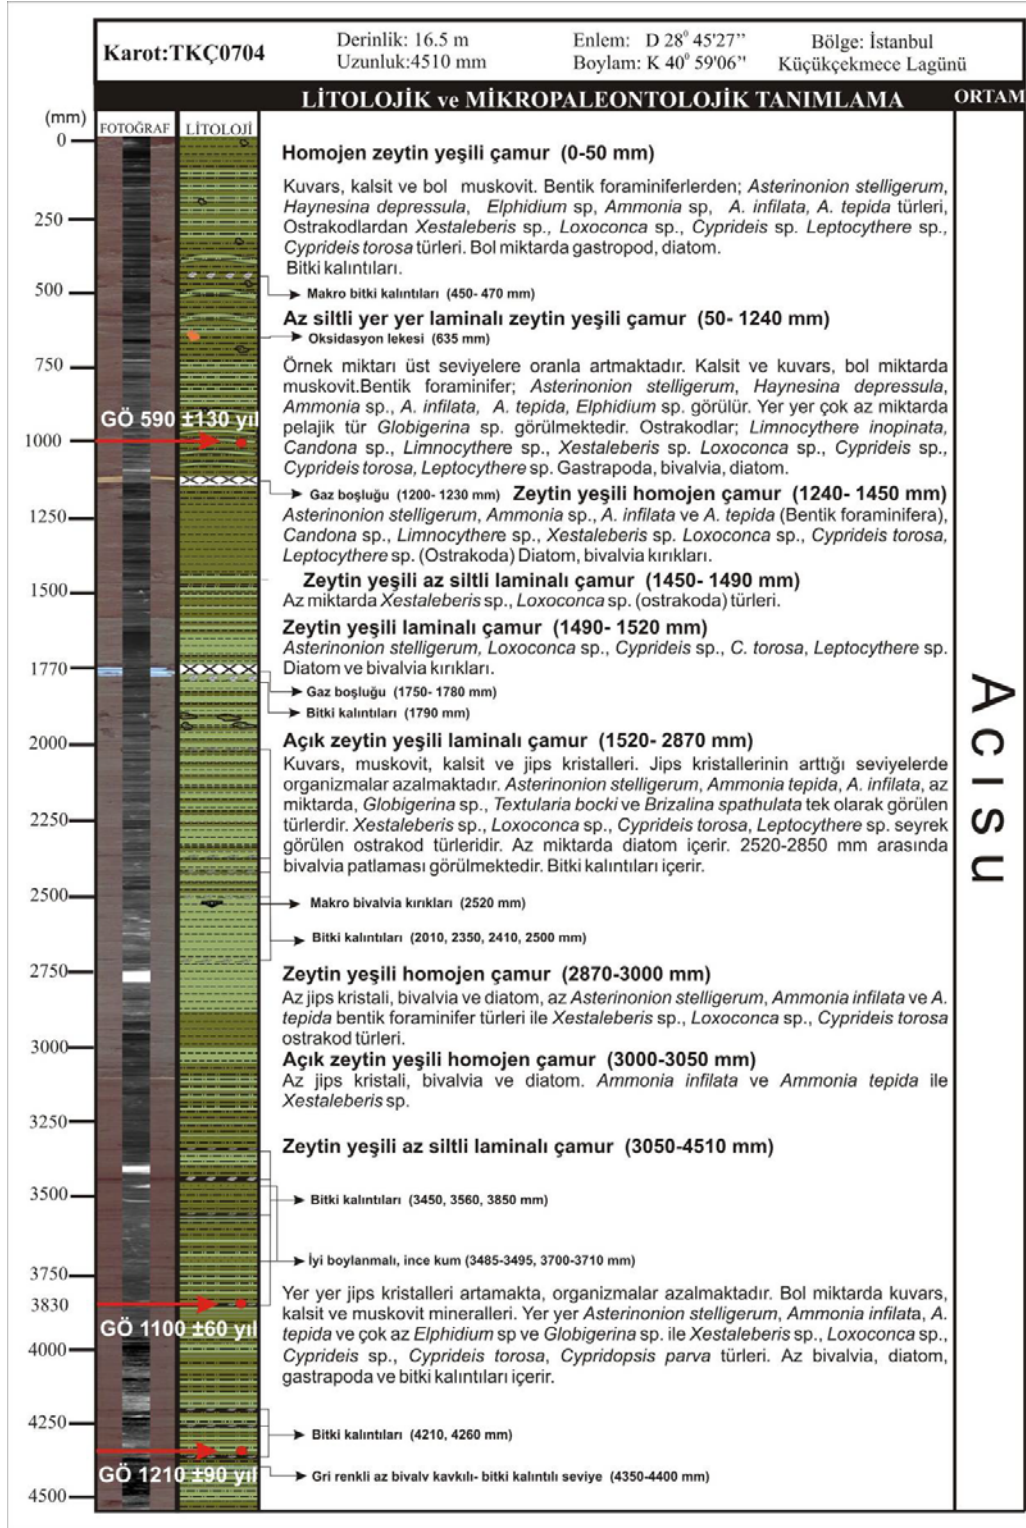 Karot:TKÇ0704
Derinlik: 16.5 m
Uzunluk:4510 mm
Enlem: D 28⁰ 45'27''
Boylam: K 40⁰ 59'06''
Bölge: İstanbul
Küçükçekmece Lagünü
LİTOLOJİK ve MİKROPALEONTOLOJİK TANIMLAMA
ORTAM
(mm)
FOTOĞRAF
LİTOLOJİ
0
Homojen zeytin yeşili çamur (0-50 mm)
Kuvars, kalsit ve bol muskovit. Bentik foraminiferlerden; Asterinonion stelligerum,
Haynesina depressula, Elphidium sp, Ammonia sp, A. infilata, A. tepida türleri,
250
Ostrakodlardan Xestaleberis sp., Loxoconca sp., Cyprideis sp. Leptocythere sp.,
Cyprideis torosa türleri. Bol miktarda gastropod, diatom.
Bitki kalıntıları.
500
Makro bitki kalıntıları (450- 470 mm)
Az siltli yer yer laminalı zeytin yeşili çamur (50- 1240 mm)
Oksidasyon lekesi (635 mm)
750
Örnek miktarı üst seviyelere oranla artmaktadır. Kalsit ve kuvars, bol miktarda
muskovit.Bentik foraminifer; Asterinonion stelligerum, Haynesina depressula,
Ammonia sp., A. infilata, A. tepida, Elphidium sp. görülür. Yer yer çok az miktarda
GÖ 590 ±130 yıl
pelajik tür Globigerina sp. görülmektedir. Ostrakodlar; Limnocythere inopinata,
1000
Candona sp., Limnocythere sp., Xestaleberis sp. Loxoconca sp., Cyprideis sp.,
Cyprideis torosa, Leptocythere sp. Gastrapoda, bivalvia, diatom.
Gaz boşluğu (1200- 1230 mm)
Zeytin yeşili homojen çamur (1240- 1450 mm)
1250
Asterinonion stelligerum, Ammonia sp., A. infilata ve A. tepida (Bentik foraminifera),
Candona sp., Limnocythere sp., Xestaleberis sp. Loxoconca sp., Cyprideis torosa,
Leptocythere sp. (Ostrakoda) Diatom, bivalvia kırıkları.
Zeytin yeşili az siltli laminalı çamur (1450- 1490 mm)
1500
Az miktarda Xestaleberis sp., Loxoconca sp. (ostrakoda) türleri.
Zeytin yeşili laminalı çamur (1490- 1520 mm)
Asterinonion stelligerum, Loxoconca sp., Cyprideis sp., C. torosa, Leptocythere sp.
1770
Diatom ve bivalvia kırıkları.
Gaz boşluğu (1750- 1780 mm)
Bitki kalıntıları (1790 mm)
2000
Açık zeytin yeşili laminalı çamur (1520- 2870 mm)
Kuvars, muskovit, kalsit ve jips kristalleri. Jips kristallerinin arttığı seviyelerde
organizmalar azalmaktadır. Asterinonion stelligerum, Ammonia tepida, A. infilata, az
miktarda, Globigerina sp., Textularia bocki ve Brizalina spathulata tek olarak görülen
2250
türlerdir. Xestaleberis sp., Loxoconca sp., Cyprideis torosa, Leptocythere sp. seyrek
görülen ostrakod türleridir. Az miktarda diatom içerir. 2520-2850 mm arasında
bivalvia patlaması görülmektedir. Bitki kalıntıları içerir.
2500
Makro bivalvia kırıkları (2520 mm)
Bitki kalıntıları (2010, 2350, 2410, 2500 mm)
2750
Zeytin yeşili homojen çamur (2870-3000 mm)
Az jips kristali, bivalvia ve diatom, az Asterinonion stelligerum, Ammonia infilata ve A.
tepida bentik foraminifer türleri ile Xestaleberis sp., Loxoconca sp., Cyprideis torosa
ostrakod türleri.
3000
Açık zeytin yeşili homojen çamur (3000-3050 mm)
Az jips kristali, bivalvia ve diatom. Ammonia infilata ve Ammonia tepida ile
Xestaleberis sp.
3250
Zeytin yeşili az siltli laminalı çamur (3050-4510 mm)
3500
Bitki kalıntıları (3450, 3560, 3850 mm)
İyi boylanmalı, ince kum (3485-3495, 3700-3710 mm)
3750
3830
Yer yer jips kristalleri artamakta, organizmalar azalmaktadır. Bol miktarda kuvars,
kalsit ve muskovit mineralleri. Yer yer Asterinonion stelligerum, Ammonia infilata, A.
GÖ 1100 ±60 yıl
tepida ve çok az Elphidium sp ve Globigerina sp. ile Xestaleberis sp., Loxoconca sp.,
4000
Cyprideis sp., Cyprideis torosa, Cypridopsis parva türleri. Az bivalvia, diatom,
gastrapoda ve bitki kalıntıları içerir.
4250
Bitki kalıntıları (4210, 4260 mm)
GÖ 1210 ±90 yıl
Gri renkli az bivalv kavkılı- bitki kalıntılı seviye (4350-4400 mm)
4500
Acısu